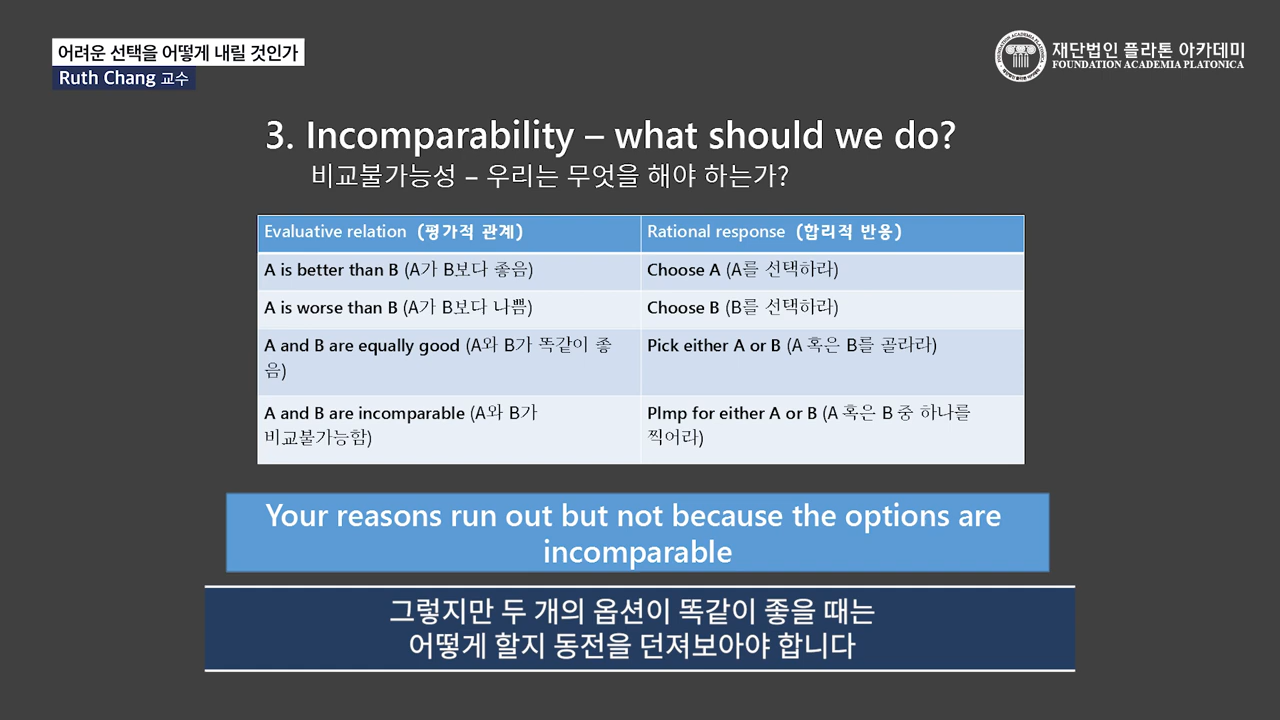 어려운 선택을 어떻게 내릴 것인가
Ruth Chang 교수
재단법인 플라톤 아카데미
FOUNDATION ACADEMIA PLATONICA
3. Incomparability – what should we do?
비교불가능성 – 우리는 무엇을 해야 하는가?
Evaluative relation (평가적 관계)
Rational response (합리적 반응)
A is better than B (A가 B보다 좋음)
Choose A (A를 선택하라)
A is worse than B (A가 B보다 나쁨)
Choose B (B를 선택하라)
A and B are equally good (A와 B가 똑같이 좋
음)
Pick either A or B (A 혹은 B를 골라라)
A and B are incomparable (A와 B가
비교불가능함)
Plmp for either A or B (A 혹은 B 중 하나를
찍어라)
Your reasons run out but not because the options are
incomparable
그렇지만 두 개의 옵션이 똑같이 좋을 때는
어떻게 할지 동전을 던져보아야 합니다